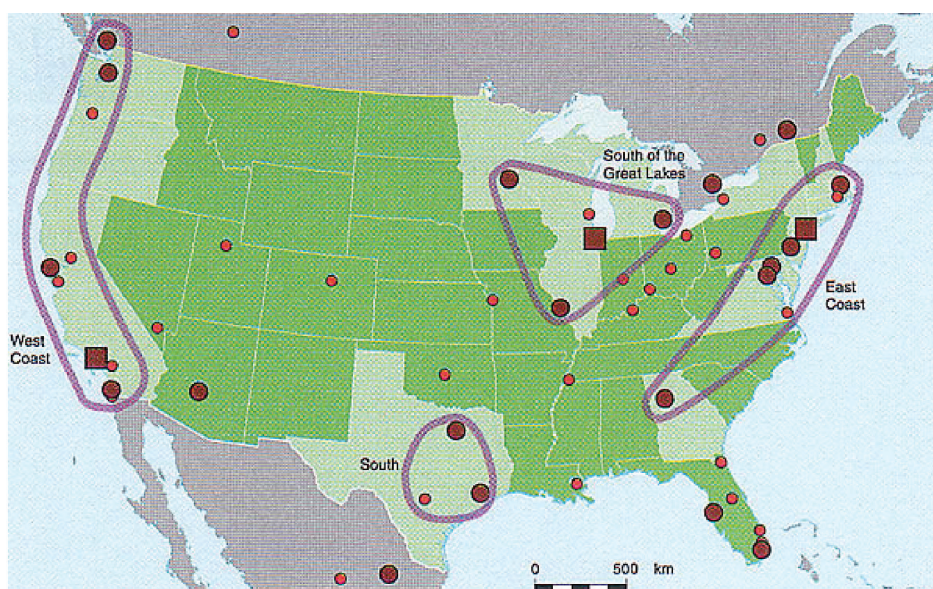 South of the
Great Lakes
East
Coast
West
Coast
South
0 500 km